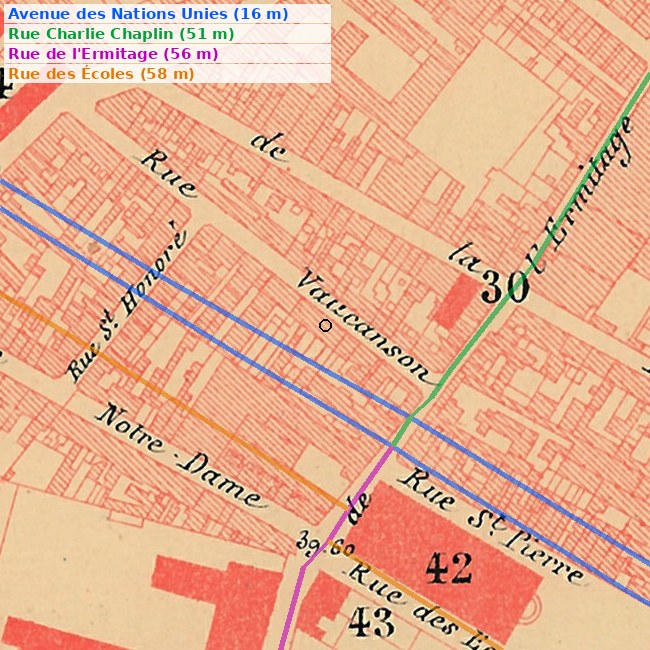 Avenue des Nations Unies (16 m)
Rue Charlie Chaplin (51 m)
Rue de l'Ermitage (56 m)
Rue des Écoles (58 m)
de
Rue
l'Ermitage
la
30
Rue St. Honoré
Vaucanson
Notre-Dame
de
Rue St. Pierre
39.60
42
Rue des Ec
43